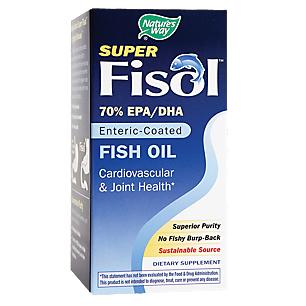 Nature's Way
SUPER
Fisol™
70% EPA/DHA
Enteric-Coated
FISH OIL
Cardiovascular
& Joint Health*
Superior Purity
No Fishy Burp-Back
Sustainable Source
DIETARY SUPPLEMENT
*This statement has not been evaluated by the Food & Drug Administration.
This product is not intended to diagnose, treat, cure or prevent any disease.